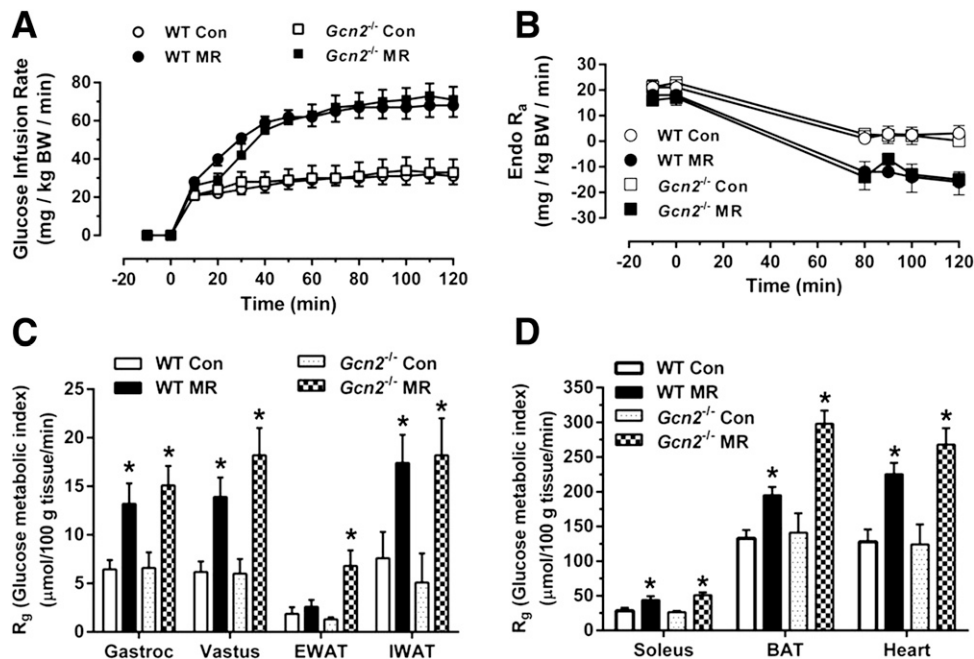 A
WT Con
WT MR
Gcn2-/- Con
Gcn2-/- MR
Glucose Infusion Rate
(mg / kg BW / min)
80
60
40
20
0
-20 0 20 40 60 80 100 120
Time (min)
B
Endo Ra
(mg / kg BW / min)
30
20
10
0
-10
-20
-30
WT Con
WT MR
Gcn2-/- Con
Gcn2-/- MR
-20 0 20 40 60 80 100 120
Time (min)
C
WT Con
WT MR
Gcn2-/- Con
Gcn2-/- MR
Rg (Glucose metabolic index)
(μmol/100 g tissue/min)
25
20
15
10
5
0
* * * * * * *
Gastroc Vastus EWAT IWAT
D
WT Con
WT MR
Gcn2-/- Con
Gcn2-/- MR
Rg (Glucose metabolic index)
(μmol/100 g tissue/min)
350
300
250
200
150
100
50
0
* * * * * *
Soleus BAT Heart